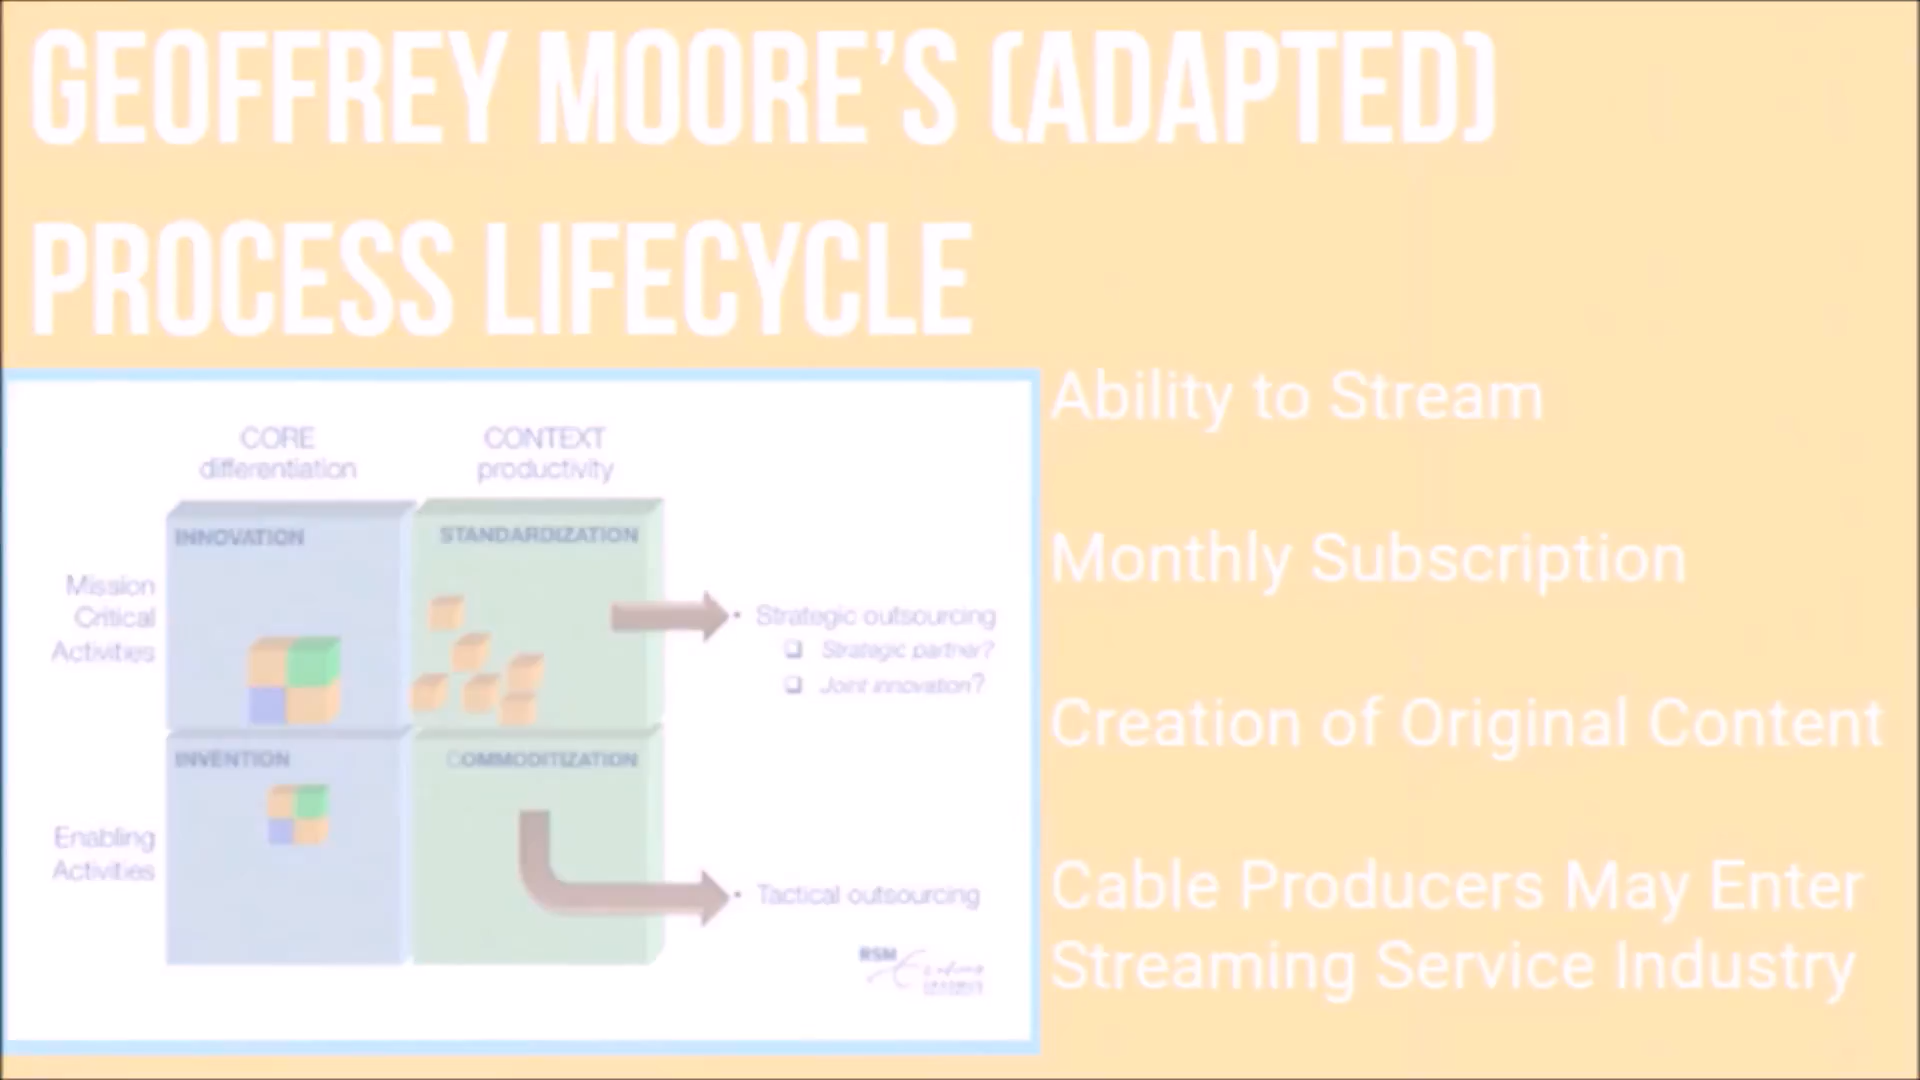 GEOFFREY MOORE’S (ADAPTED)
PROCESS LIFECYCLE
CORE
differentiation
CONTEXT
productivity
INNOVATION
STANDARDIZATION
Mission
Critical
Activities
• Strategic outsourcing
❑ Strategic partner?
❑ Joint innovation?
INVENTION
COMMODITIZATION
Enabling
Activities
• Tactical outsourcing
RSM
Ability to Stream
Monthly Subscription
Creation of Original Content
Cable Producers May Enter
Streaming Service Industry